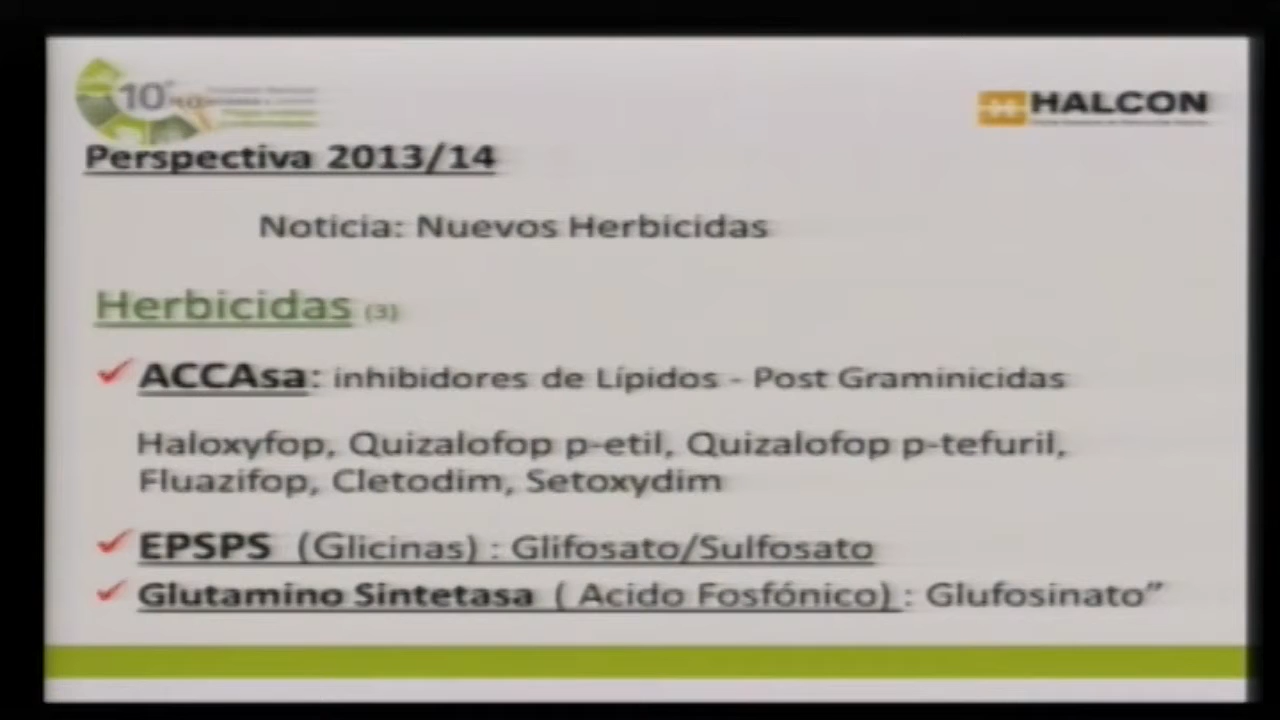 10º
HALCON
Perspectiva 2013/14
Noticia: Nuevos Herbicidas
Herbicidas (3)
ACCAsa: inhibidores de Lípidos - Post Graminicidas
Haloxyfop, Quizalofop p-etil, Quizalofop p-tefuril,
Fluazifop, Cletodim, Setoxydim
EPSPS (Glicinas) : Glifosato/Sulfosato
Glutamino Sintetasa ( Acido Fosfónico) : Glufosinato”